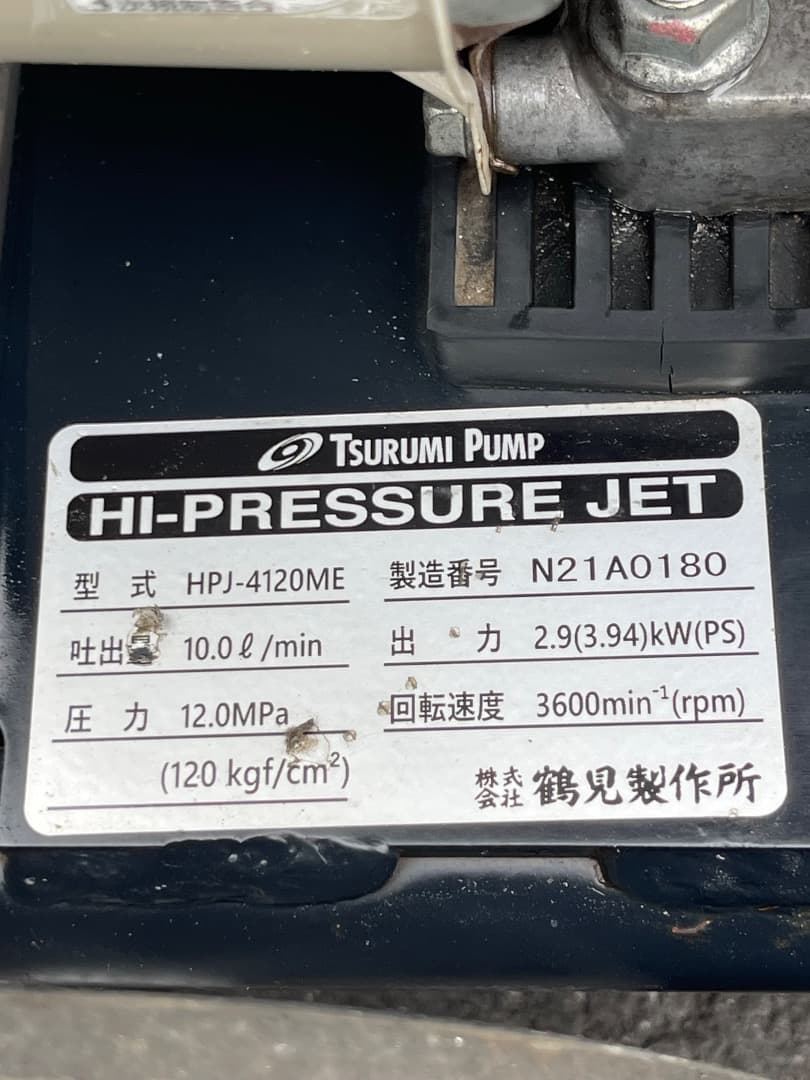 TSURUMI PUMP
HI-PRESSURE JET
型式 HPJ-4120ME
製造番号 N21A0180
吐出量 10.0ℓ/min
出力 2.9(3.94)kW(PS)
圧力 12.0MPa
回転速度 3600min⁻¹(rpm)
(120 kgf/cm²)
株式会社 鶴見製作所